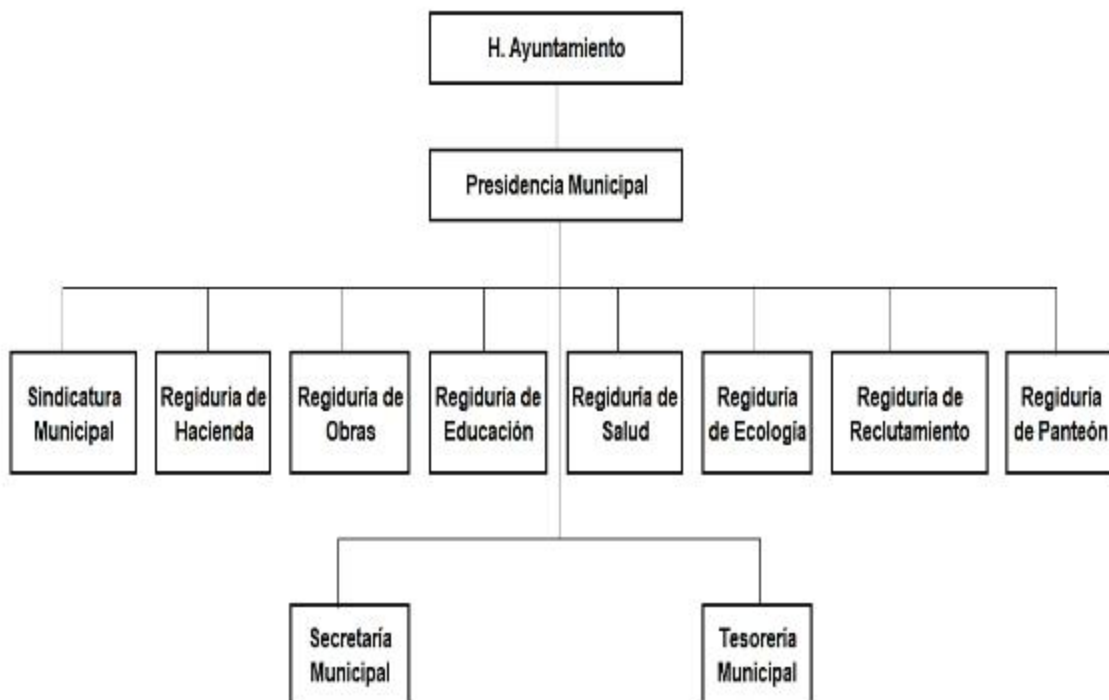 H. Ayuntamiento
Presidencia Municipal
Sindicatura
Municipal
Regiduría de
Hacienda
Regiduría de
Obras
Regiduría de
Educación
Regiduría de
Salud
Regiduría
de Ecología
Regiduría de
Reclutamiento
Regiduría
de Panteón
Secretaría
Municipal
Tesorería
Municipal